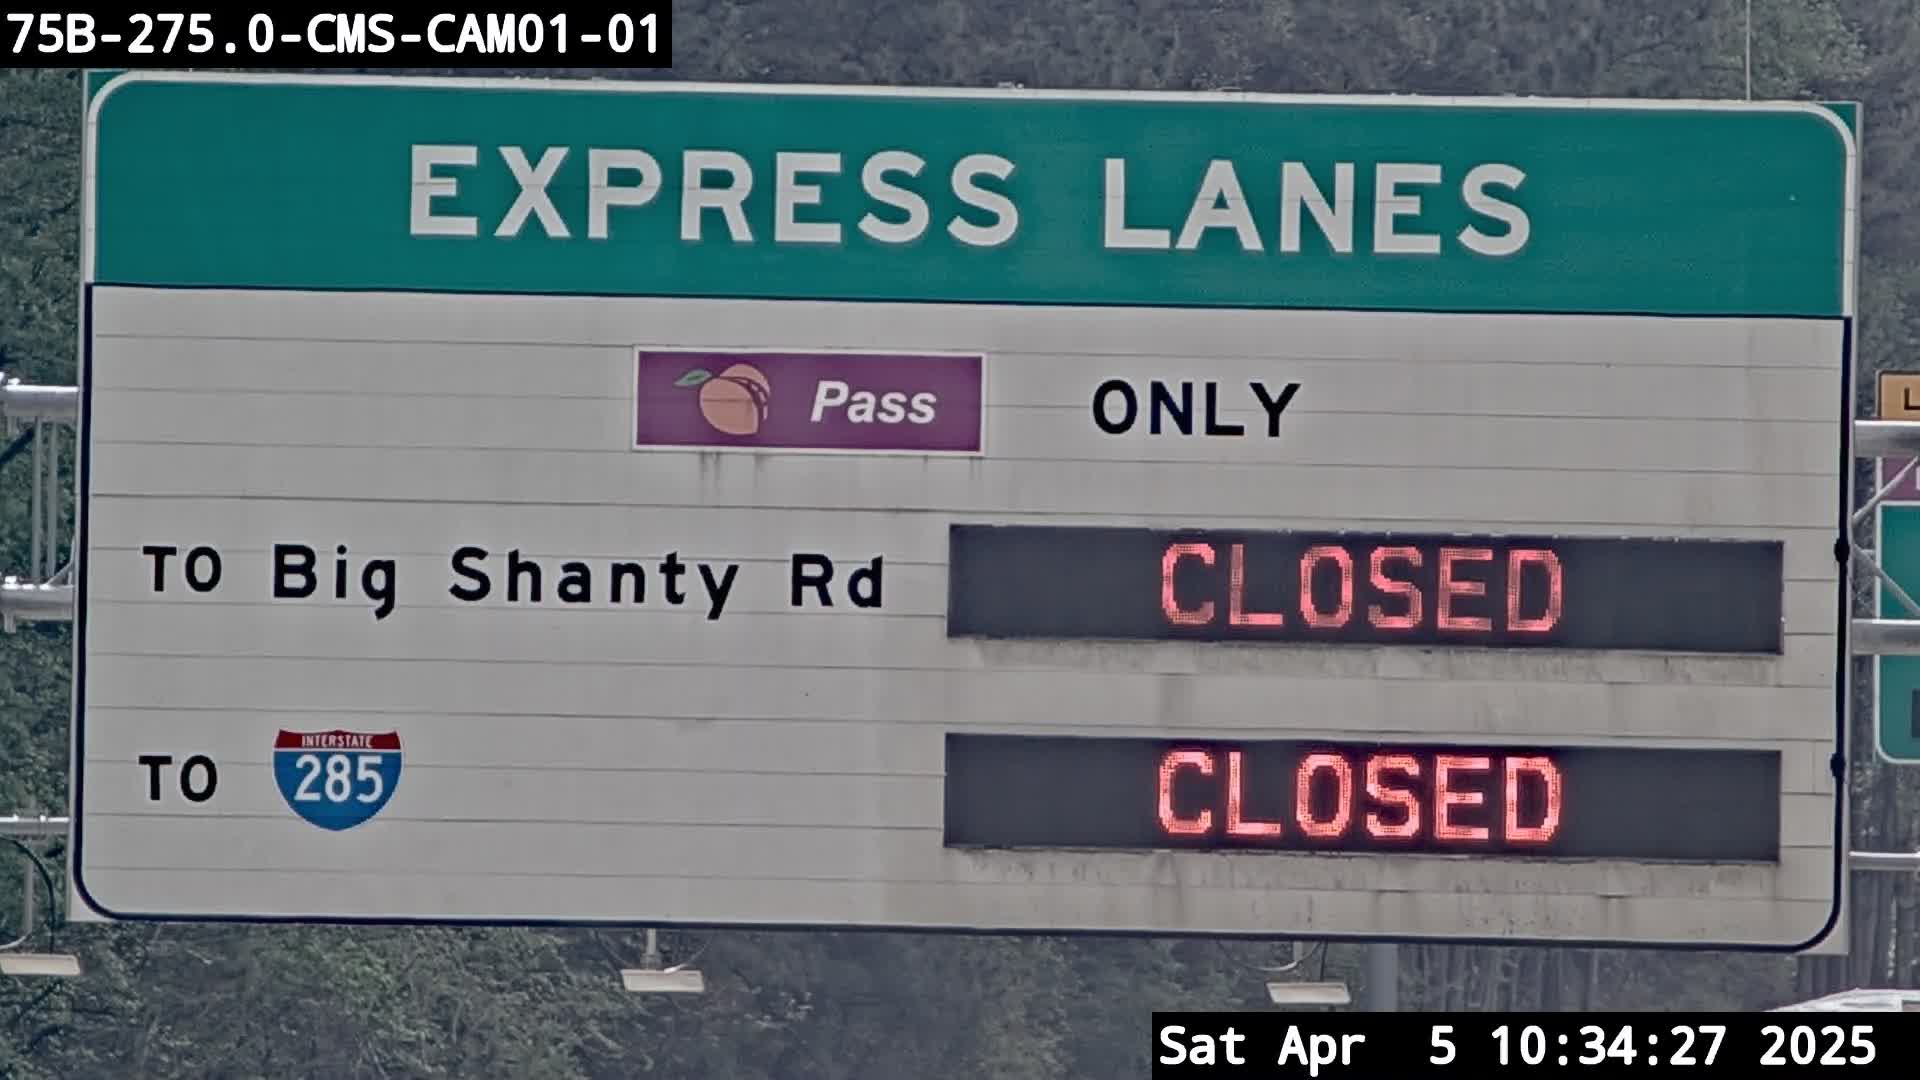 75B-275.0-CMS-CAM01-01
EXPRESS LANES
Pass ONLY
TO Big Shanty Rd CLOSED
TO INTERSTATE 285 CLOSED
Sat Apr 5 10:34:27 2025